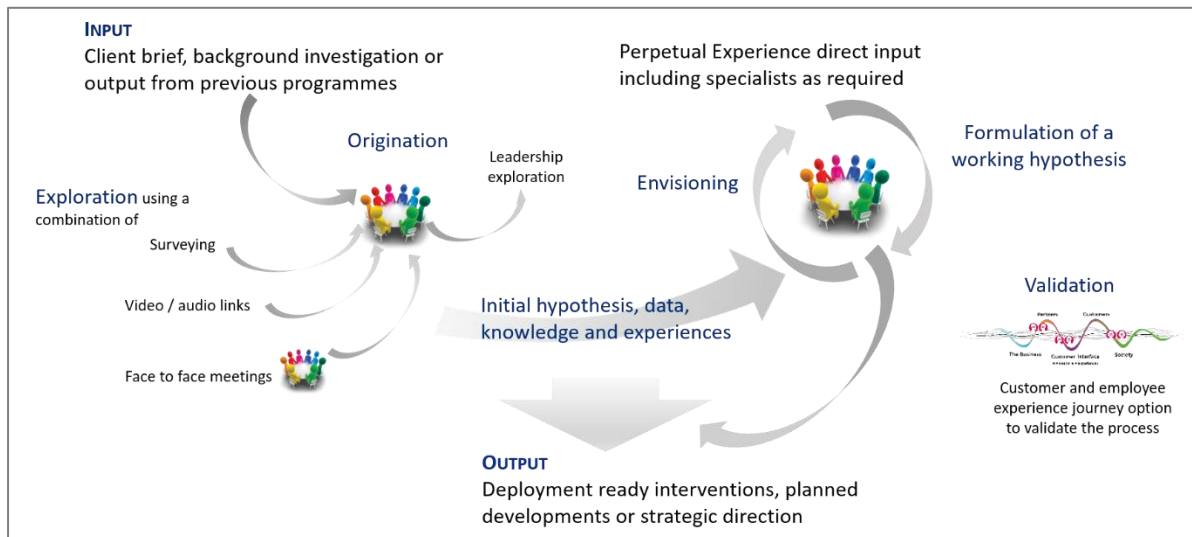 INPUT
Client brief, background investigation or
output from previous programmes
Origination
Leadership
exploration
Exploration using a
combination of
Surveying
Video / audio links
Face to face meetings
Initial hypothesis, data,
knowledge and experiences
Perpetual Experience direct input
including specialists as required
Envisioning
Formulation of a
working hypothesis
Validation
Partners
Customers
The Business
Customer Interface
Society
Customer and employee
experience journey option
to validate the process
OUTPUT
Deployment ready interventions, planned
developments or strategic direction